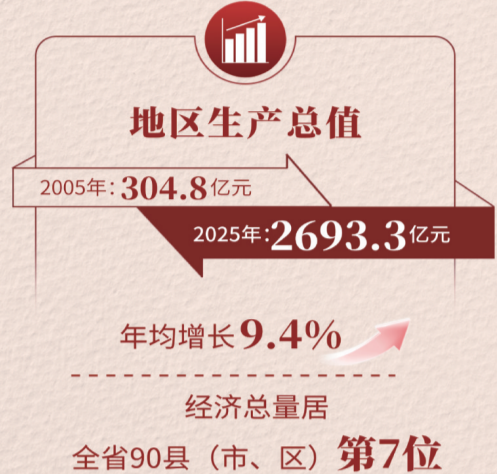 地区生产总值
2005年:304.8亿元
2025年:2693.3亿元
年均增长9.4%
经济总量居
全省90县（市、区）第7位